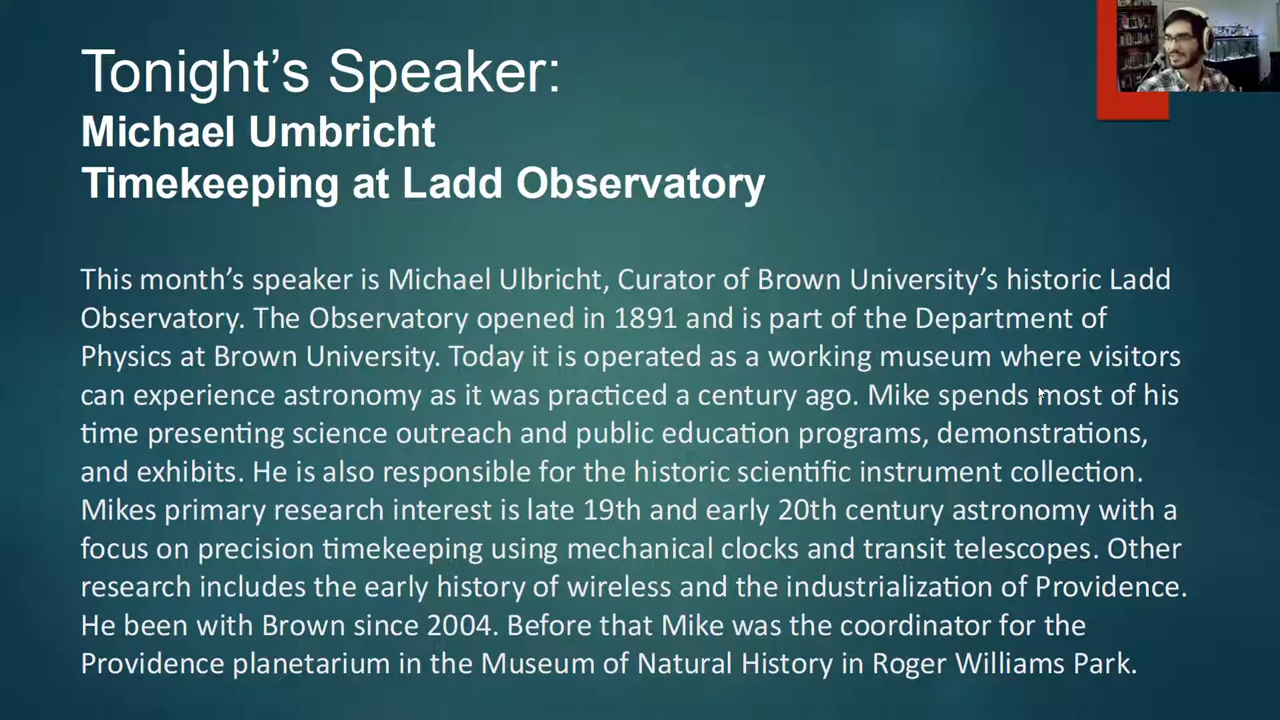 Tonight’s Speaker:
Michael Umbricht
Timekeeping at Ladd Observatory
This month’s speaker is Michael Ulbricht, Curator of Brown University’s historic Ladd
Observatory. The Observatory opened in 1891 and is part of the Department of
Physics at Brown University. Today it is operated as a working museum where visitors
can experience astronomy as it was practiced a century ago. Mike spends most of his
time presenting science outreach and public education programs, demonstrations,
and exhibits. He is also responsible for the historic scientific instrument collection.
Mikes primary research interest is late 19th and early 20th century astronomy with a
focus on precision timekeeping using mechanical clocks and transit telescopes. Other
research includes the early history of wireless and the industrialization of Providence.
He been with Brown since 2004. Before that Mike was the coordinator for the
Providence planetarium in the Museum of Natural History in Roger Williams Park.